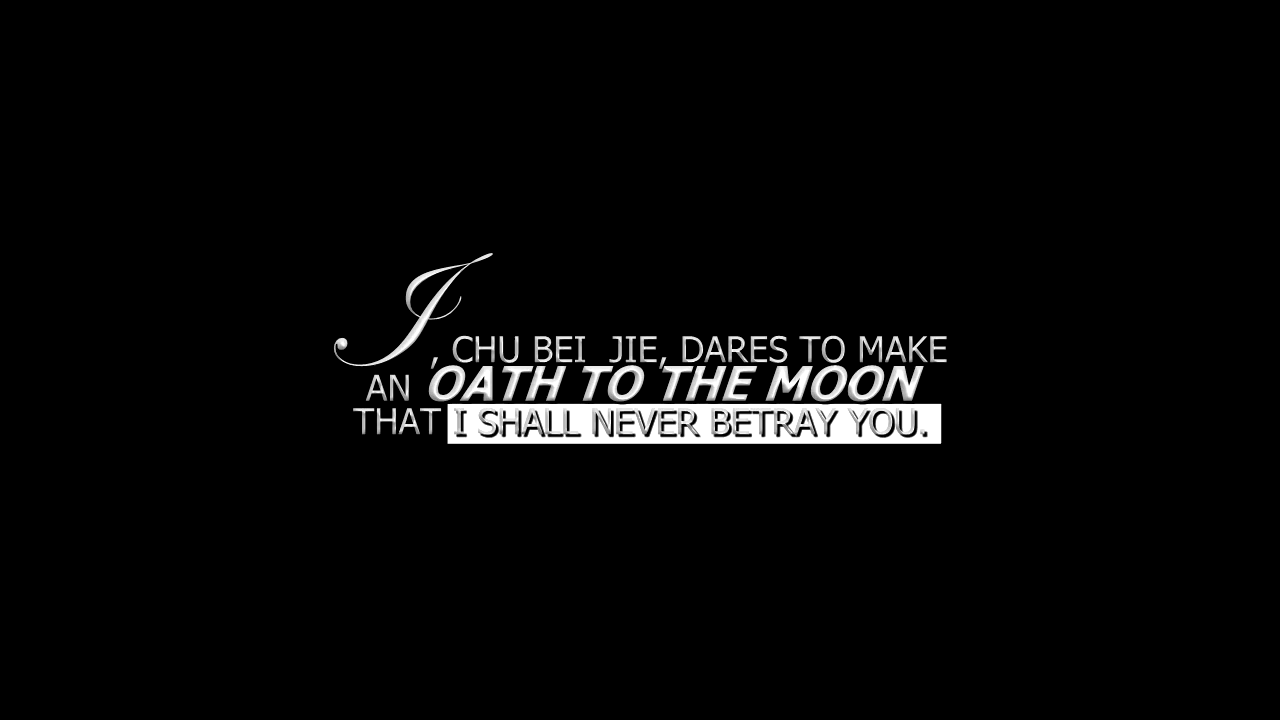 I, CHU BEI JIE, DARES TO MAKE
AN OATH TO THE MOON
THAT I SHALL NEVER BETRAY YOU.